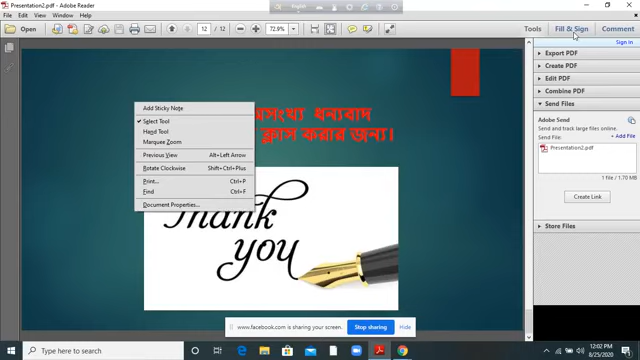 Presentation2.pdf - Adobe Reader
File Edit View Window Help
Open
12 / 12
72.9%
Tools
Fill & Sign
Comment
Sign In
Export PDF
Create PDF
Edit PDF
Combine PDF
Send Files
Adobe Send
Send and track large files online.
Add File
Presentation2.pdf
1 file / 1.70 MB
Create Link
Store Files
Add Sticky Note
Select Tool
Hand Tool
Marquee Zoom
Previous View Alt+Left Arrow
Rotate Clockwise Shift+Ctrl+Plus
Print... Ctrl+P
Find Ctrl+F
Document Properties...
ধন্যবাদ
ক্লাস করার জন্য।
Thank
you
www.facebook.com is sharing your screen.
Stop sharing
Hide
Type here to search
12:02 PM
8/25/2020